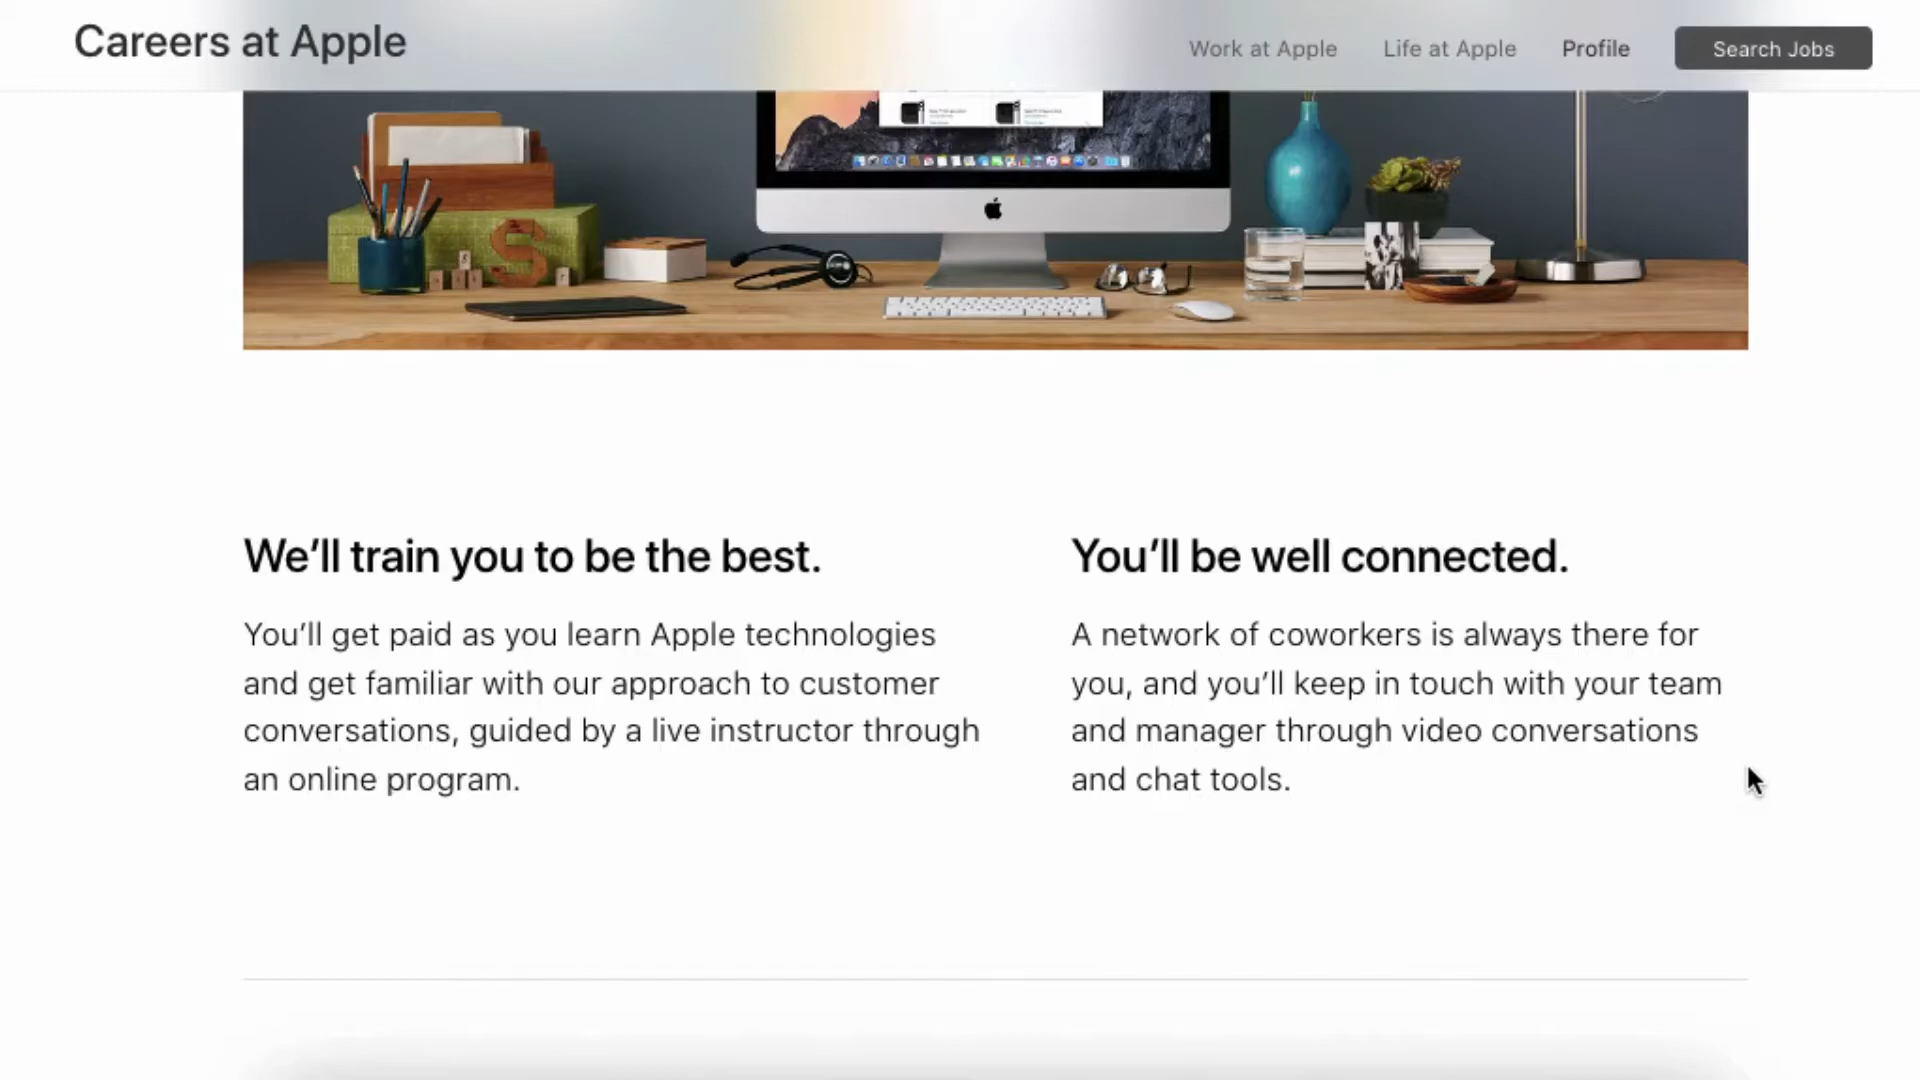 Careers at Apple
Work at Apple
Life at Apple
Profile
Search Jobs
S
We’ll train you to be the best.
You’ll get paid as you learn Apple technologies
and get familiar with our approach to customer
conversations, guided by a live instructor through
an online program.
You’ll be well connected.
A network of coworkers is always there for
you, and you’ll keep in touch with your team
and manager through video conversations
and chat tools.